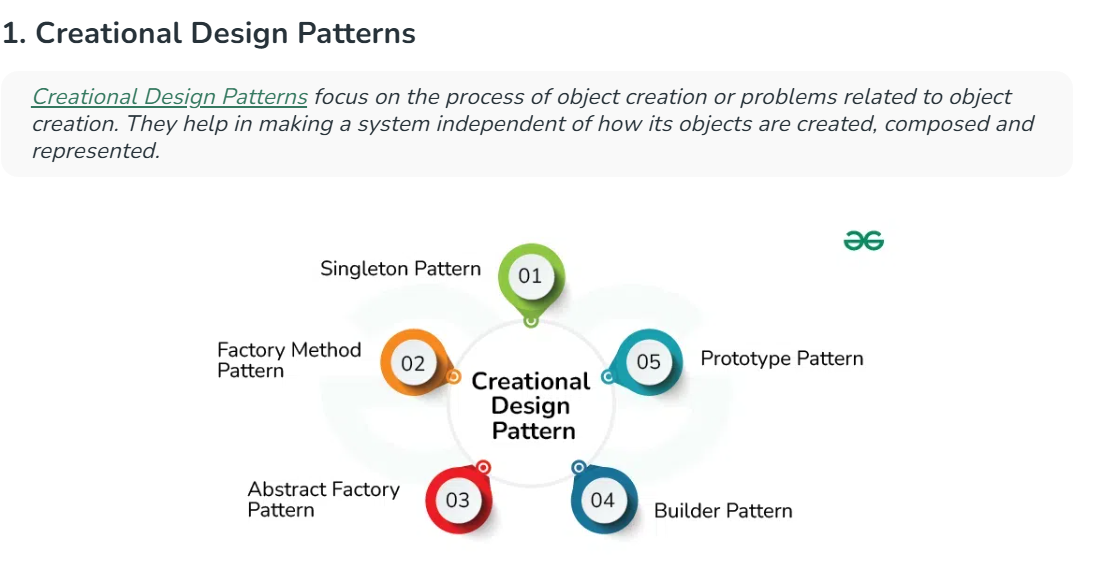 1. Creational Design Patterns
Creational Design Patterns focus on the process of object creation or problems related to object
creation. They help in making a system independent of how its objects are created, composed and
represented.
Singleton Pattern
01
Factory Method
Pattern
02
05
Prototype Pattern
Creational
Design
Pattern
Abstract Factory
Pattern
03
04
Builder Pattern